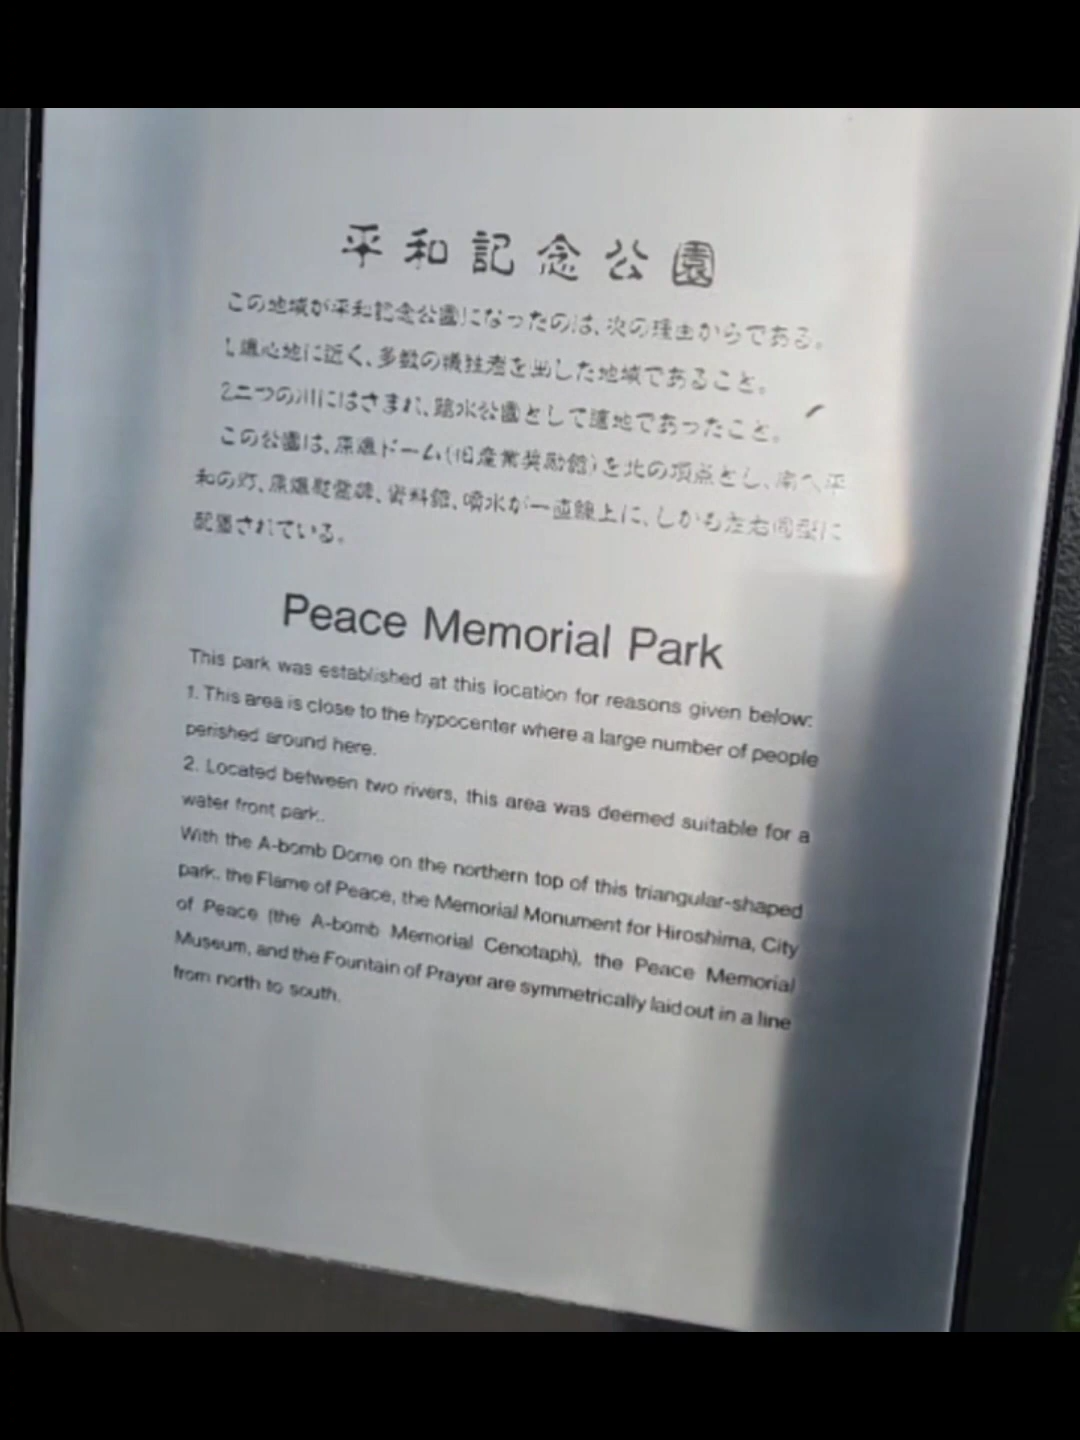 平和記念公園
この地域が平和記念公園になったのは、次の理由からである。
1.爆心地に近く、多数の犠牲者を出した地域であること。
2.二つの川にはさまれ、臨水公園として適地であったこと。
この公園は、原爆ドーム(旧産業奨励館)を北の頂点とし、南へ平
和の灯、原爆慰霊碑、資料館、噴水が一直線上に、しかも左右同型に
配置されている。
Peace Memorial Park
This park was established at this location for reasons given below:
1. This area is close to the hypocenter where a large number of people
perished around here.
2. Located between two rivers, this area was deemed suitable for a
water front park..
With the A-bomb Dome on the northern top of this triangular-shaped
park, the Flame of Peace, the Memorial Monument for Hiroshima, City
of Peace (the A-bomb Memorial Cenotaph), the Peace Memorial
Museum, and the Fountain of Prayer are symmetrically laid out in a line
from north to south.